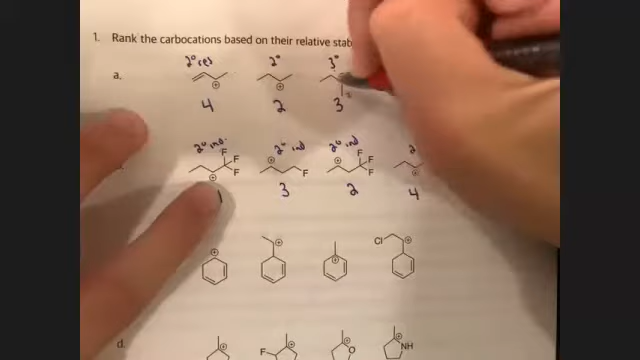 1. Rank the carbocations based on their relative stab
2° res 2° 3°
a.
4 2 3
2° ind. 2° ind 2° ind 2
F F F F F F F
1 3 2 4
Cl
d.
F O NH